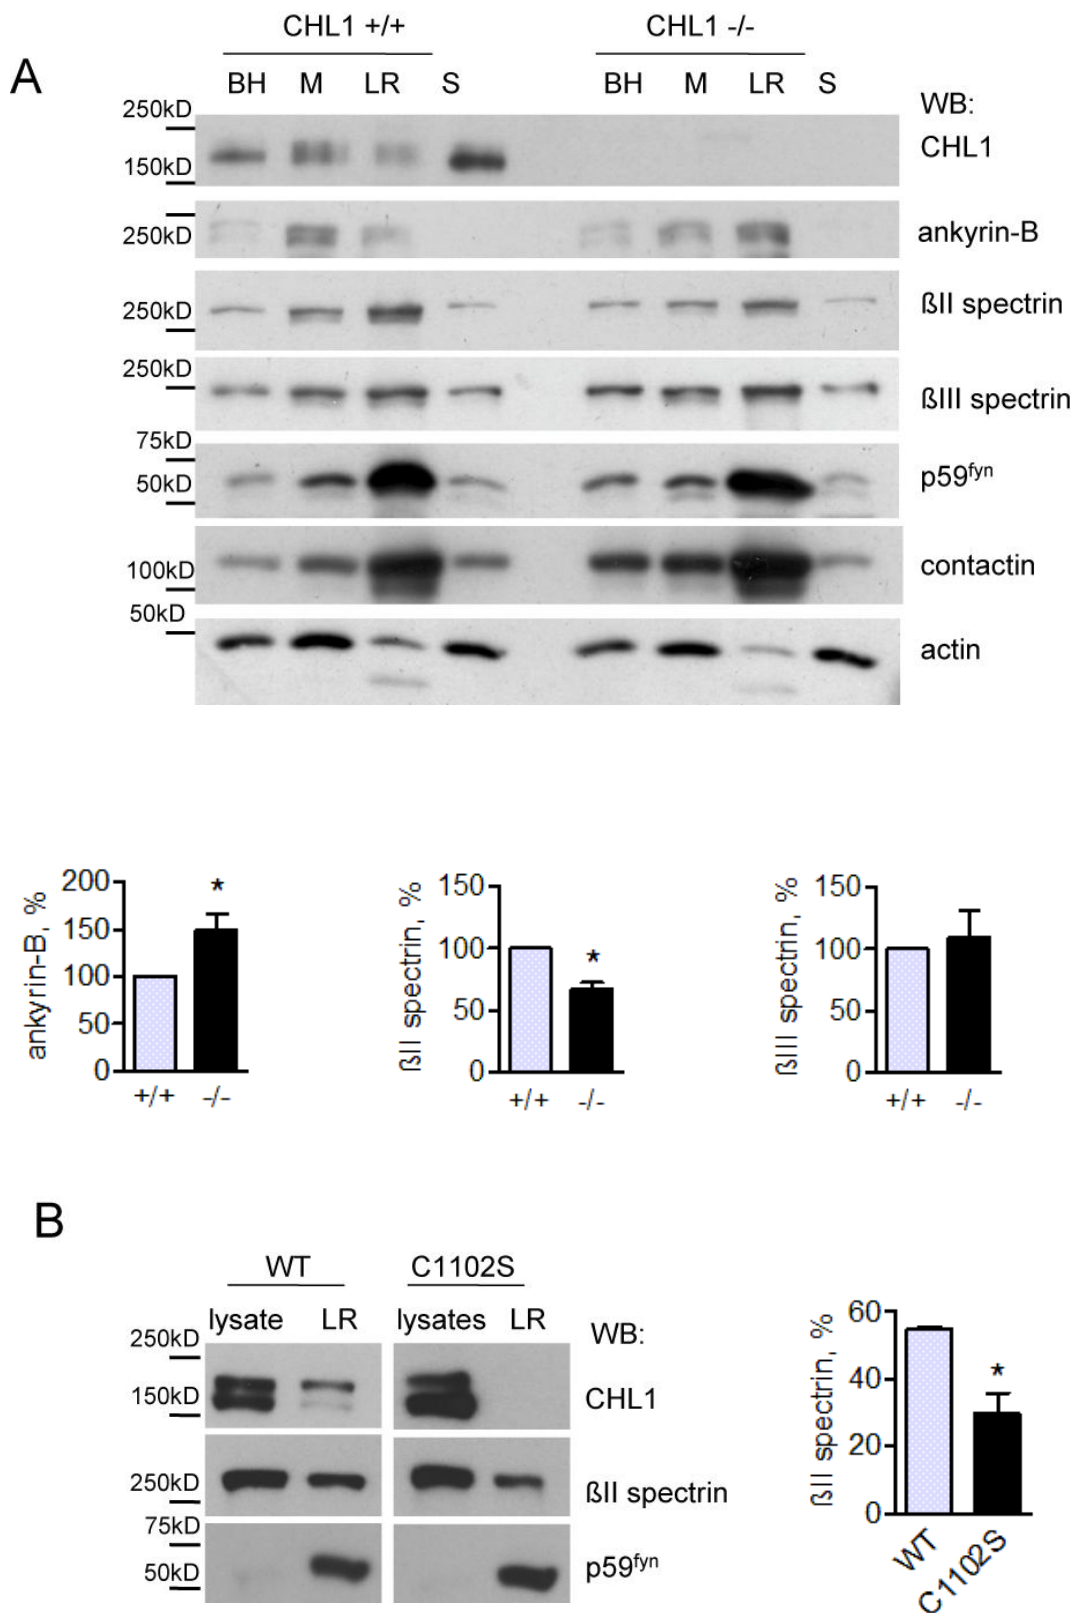 CHL1 +/+ CHL1 -/-
A
BH M LR S BH M LR S
WB:
250kD
150kD
CHL1
250kD
ankyrin-B
250kD
ßII spectrin
250kD
ßIII spectrin
75kD
50kD
p59fyn
100kD
contactin
50kD
actin
ankyrin-B, %
200
150
100
50
0
*
+/+ -/-
ßII spectrin, %
150
100
50
0
*
+/+ -/-
ßIII spectrin, %
150
100
50
0
+/+ -/-
B
WT C1102S
lysate LR lysates LR
WB:
250kD
150kD
CHL1
250kD
ßII spectrin
75kD
50kD
p59fyn
ßII spectrin, %
60
40
20
0
*
WT
C1102S